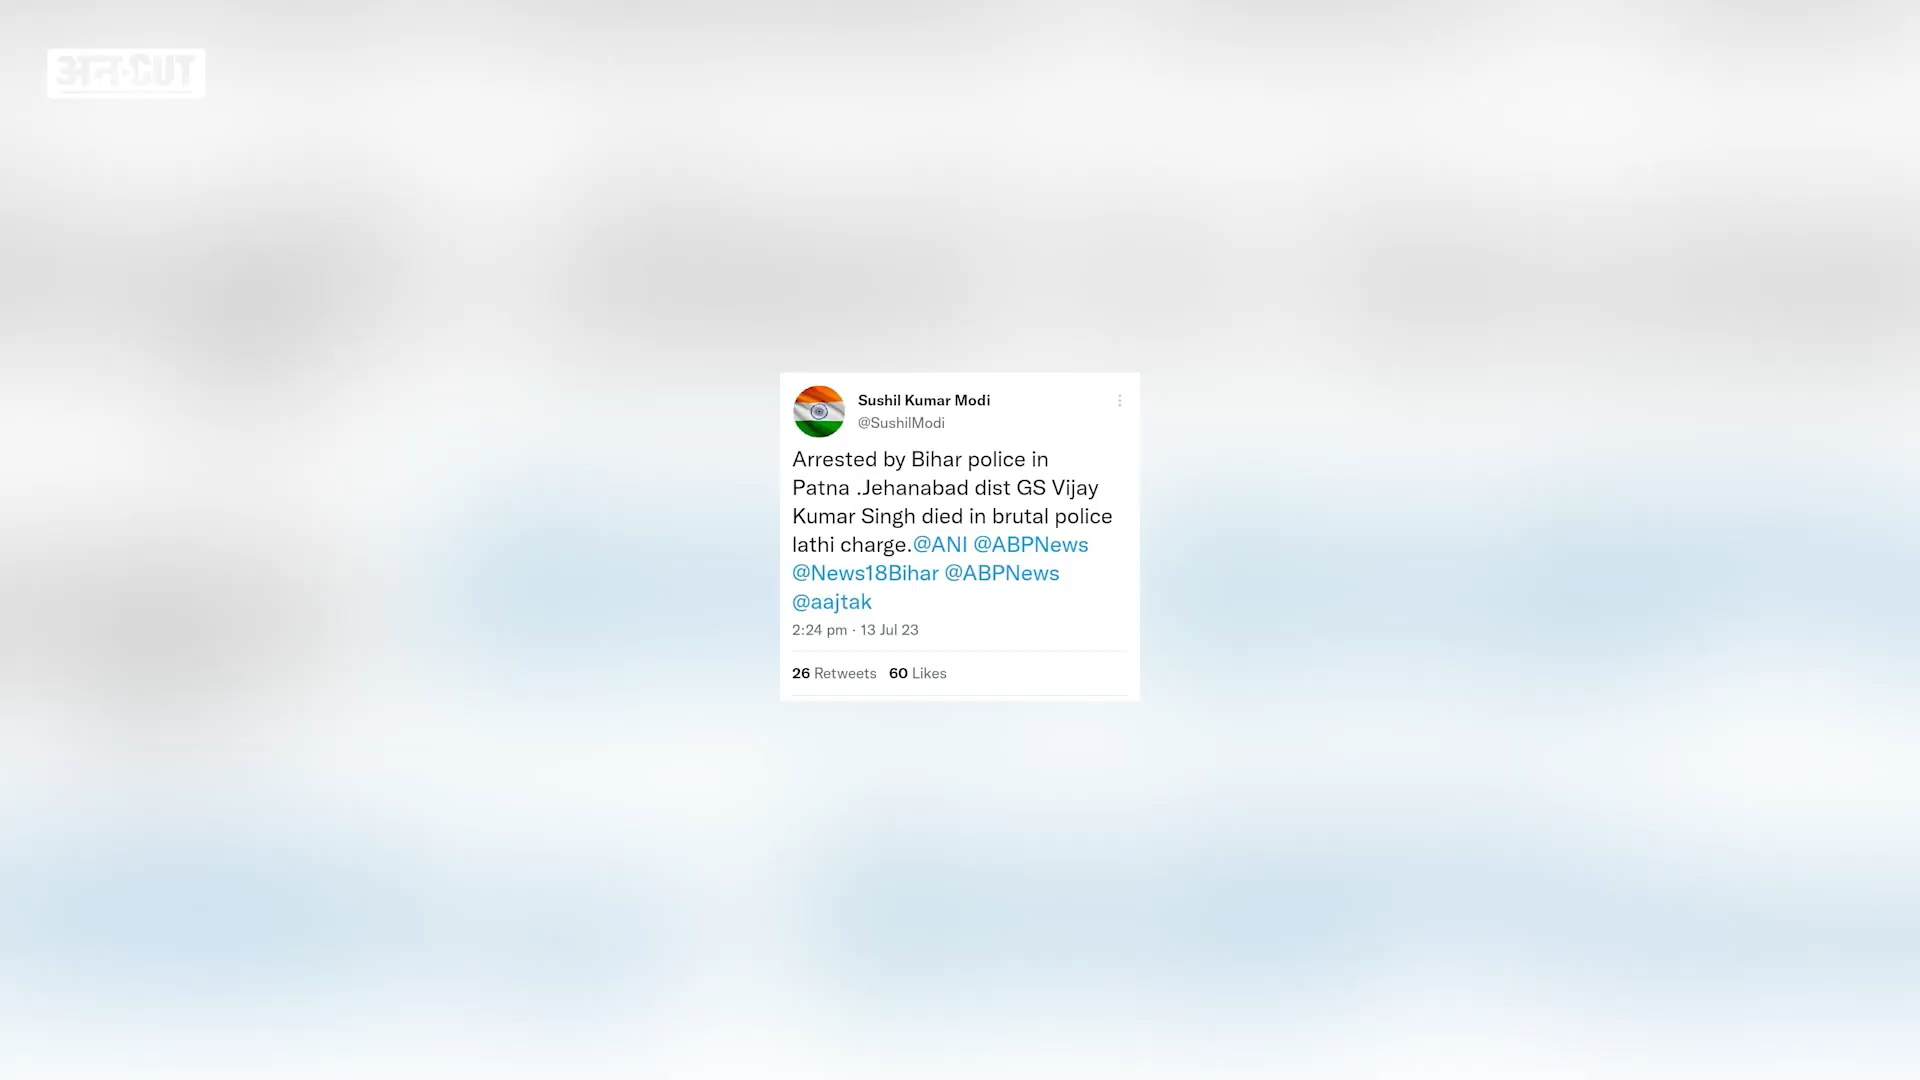 अनCUT
Sushil Kumar Modi
@SushilModi
Arrested by Bihar police in
Patna .Jehanabad dist GS Vijay
Kumar Singh died in brutal police
lathi charge.@ANI @ABPNews
@News18Bihar @ABPNews
@aajtak
2:24 pm · 13 Jul 23
26 Retweets 60 Likes